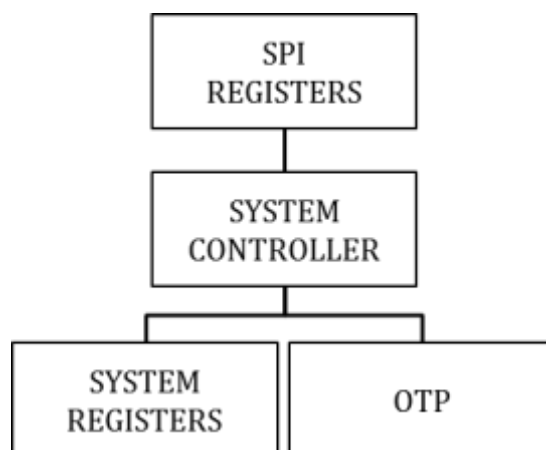 SPI
REGISTERS
SYSTEM
CONTROLLER
SYSTEM
REGISTERS
OTP